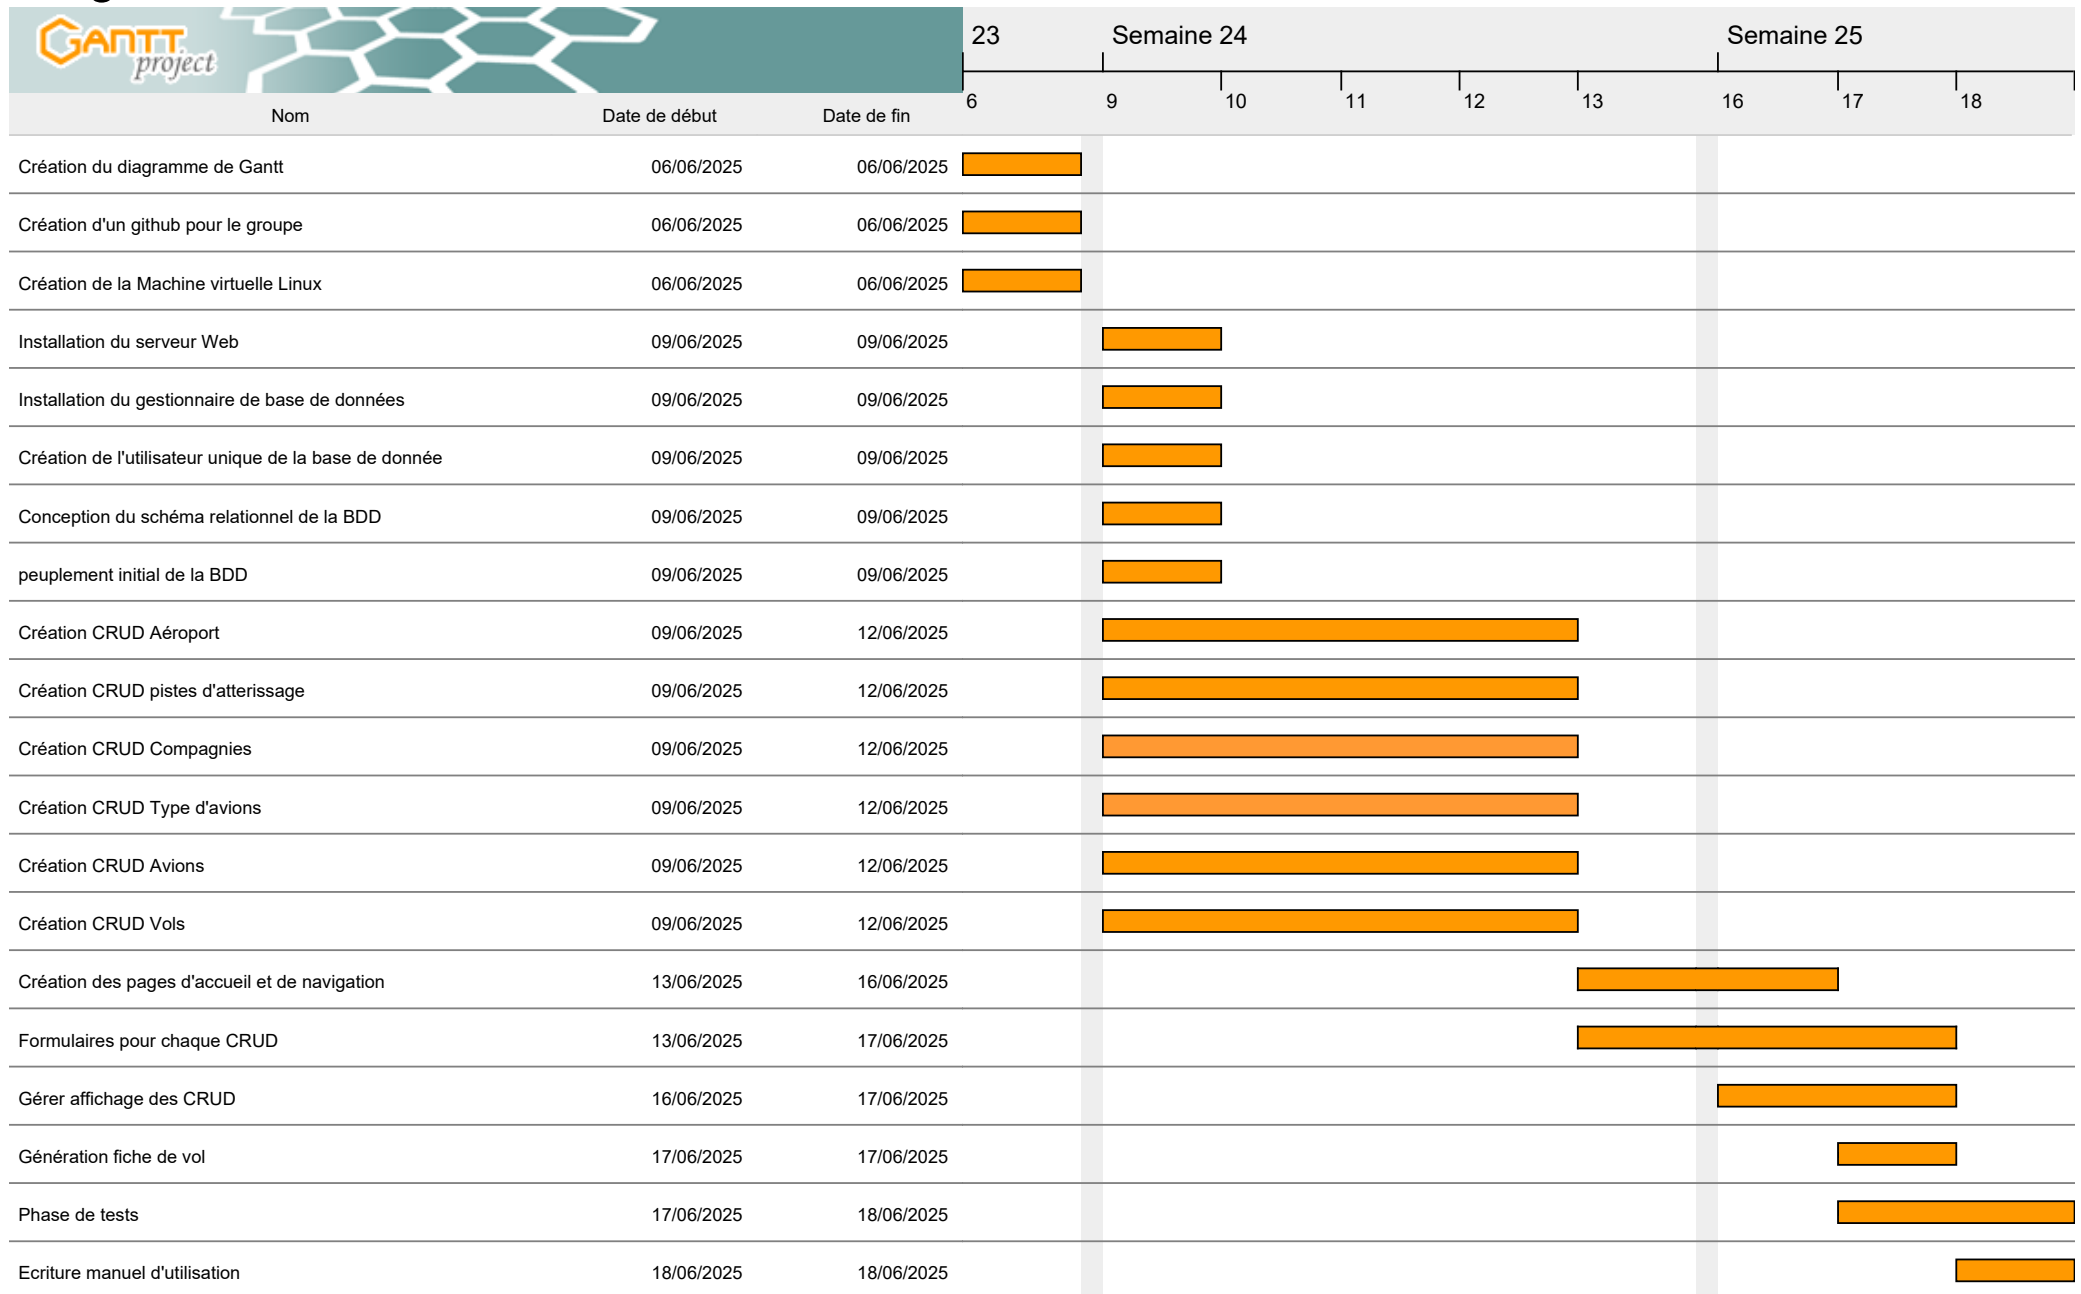 GANTT
project
23 Semaine 24 Semaine 25
6 9 10 11 12 13 16 17 18
Nom Date de début Date de fin
Création du diagramme de Gantt 06/06/2025 06/06/2025
Création d'un github pour le groupe 06/06/2025 06/06/2025
Création de la Machine virtuelle Linux 06/06/2025 06/06/2025
Installation du serveur Web 09/06/2025 09/06/2025
Installation du gestionnaire de base de données 09/06/2025 09/06/2025
Création de l'utilisateur unique de la base de donnée 09/06/2025 09/06/2025
Conception du schéma relationnel de la BDD 09/06/2025 09/06/2025
peuplement initial de la BDD 09/06/2025 09/06/2025
Création CRUD Aéroport 09/06/2025 12/06/2025
Création CRUD pistes d'atterissage 09/06/2025 12/06/2025
Création CRUD Compagnies 09/06/2025 12/06/2025
Création CRUD Type d'avions 09/06/2025 12/06/2025
Création CRUD Avions 09/06/2025 12/06/2025
Création CRUD Vols 09/06/2025 12/06/2025
Création des pages d'accueil et de navigation 13/06/2025 16/06/2025
Formulaires pour chaque CRUD 13/06/2025 17/06/2025
Gérer affichage des CRUD 16/06/2025 17/06/2025
Génération fiche de vol 17/06/2025 17/06/2025
Phase de tests 17/06/2025 18/06/2025
Ecriture manuel d'utilisation 18/06/2025 18/06/2025